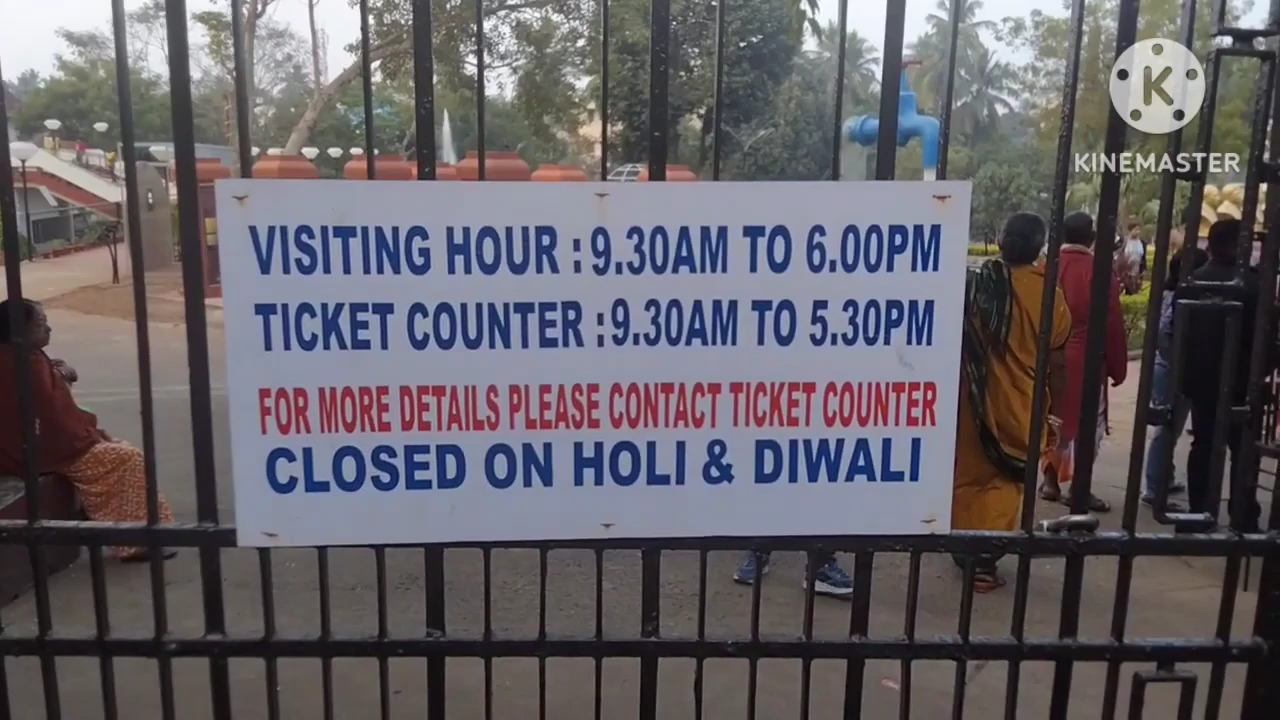 K
KINEMASTER
VISITING HOUR : 9.30AM TO 6.00PM
TICKET COUNTER : 9.30AM TO 5.30PM
FOR MORE DETAILS PLEASE CONTACT TICKET COUNTER
CLOSED ON HOLI & DIWALI